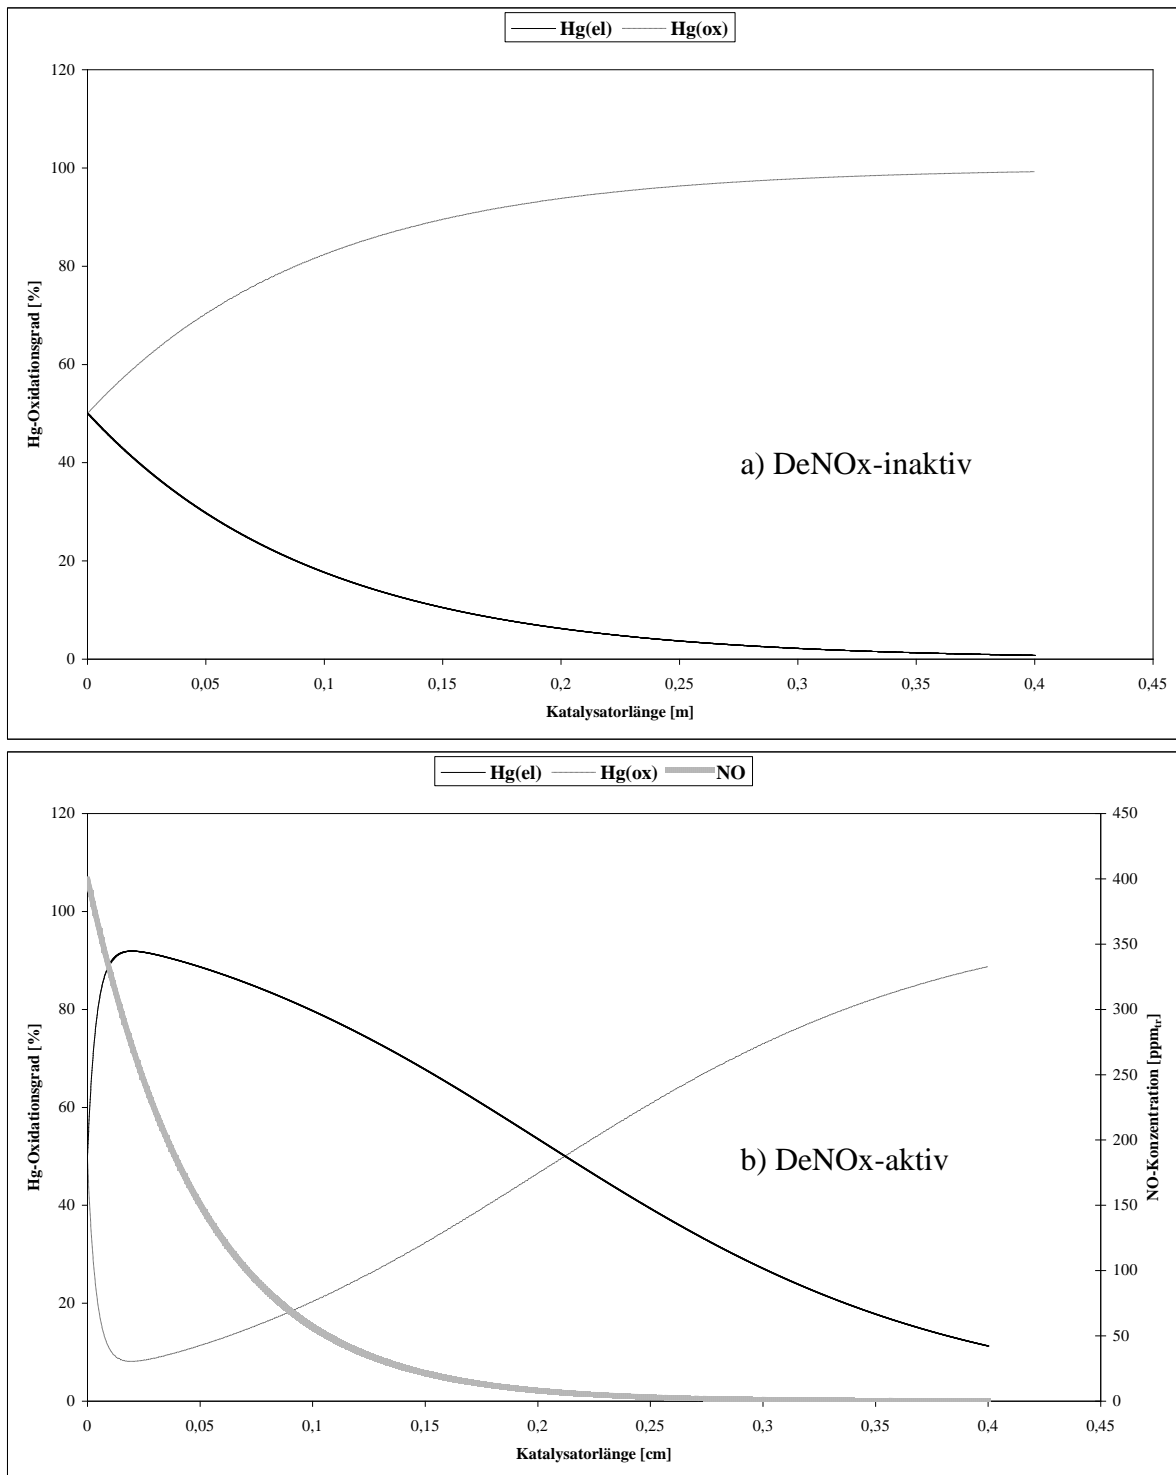 Hg(el) Hg(ox)
120
100
80
60
40
20
0
Hg-Oxidationsgrad [%]
a) DeNOx-inaktiv
0 0,05 0,1 0,15 0,2 0,25 0,3 0,35 0,4 0,45
Katalysatorlänge [m]
Hg(el) Hg(ox) NO
120
100
80
60
40
20
0
Hg-Oxidationsgrad [%]
b) DeNOx-aktiv
450
400
350
300
250
200
150
100
50
0
NO-Konzentration [ppmtr]
0 0,05 0,1 0,15 0,2 0,25 0,3 0,35 0,4 0,45
Katalysatorlänge [cm]